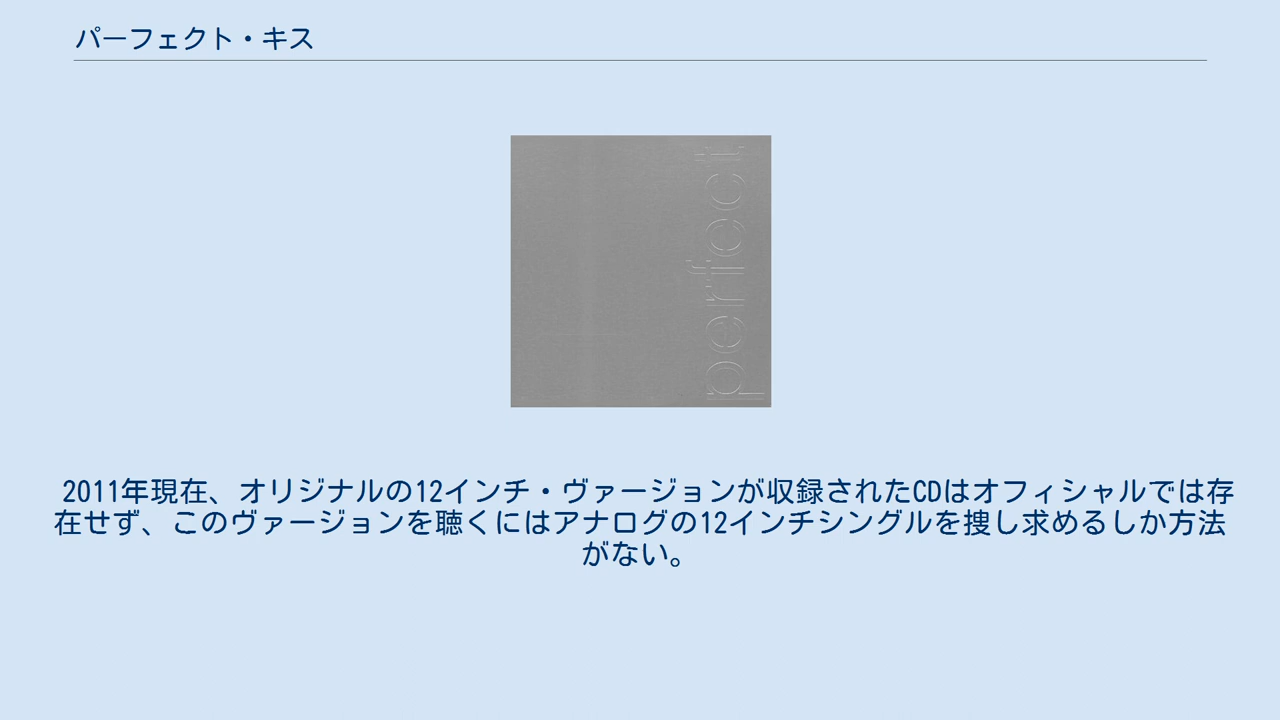 パーフェクト・キス
perfect
2011年現在、オリジナルの12インチ・ヴァージョンが収録されたCDはオフィシャルでは存
在せず、このヴァージョンを聴くにはアナログの12インチシングルを捜し求めるしか方法
がない。